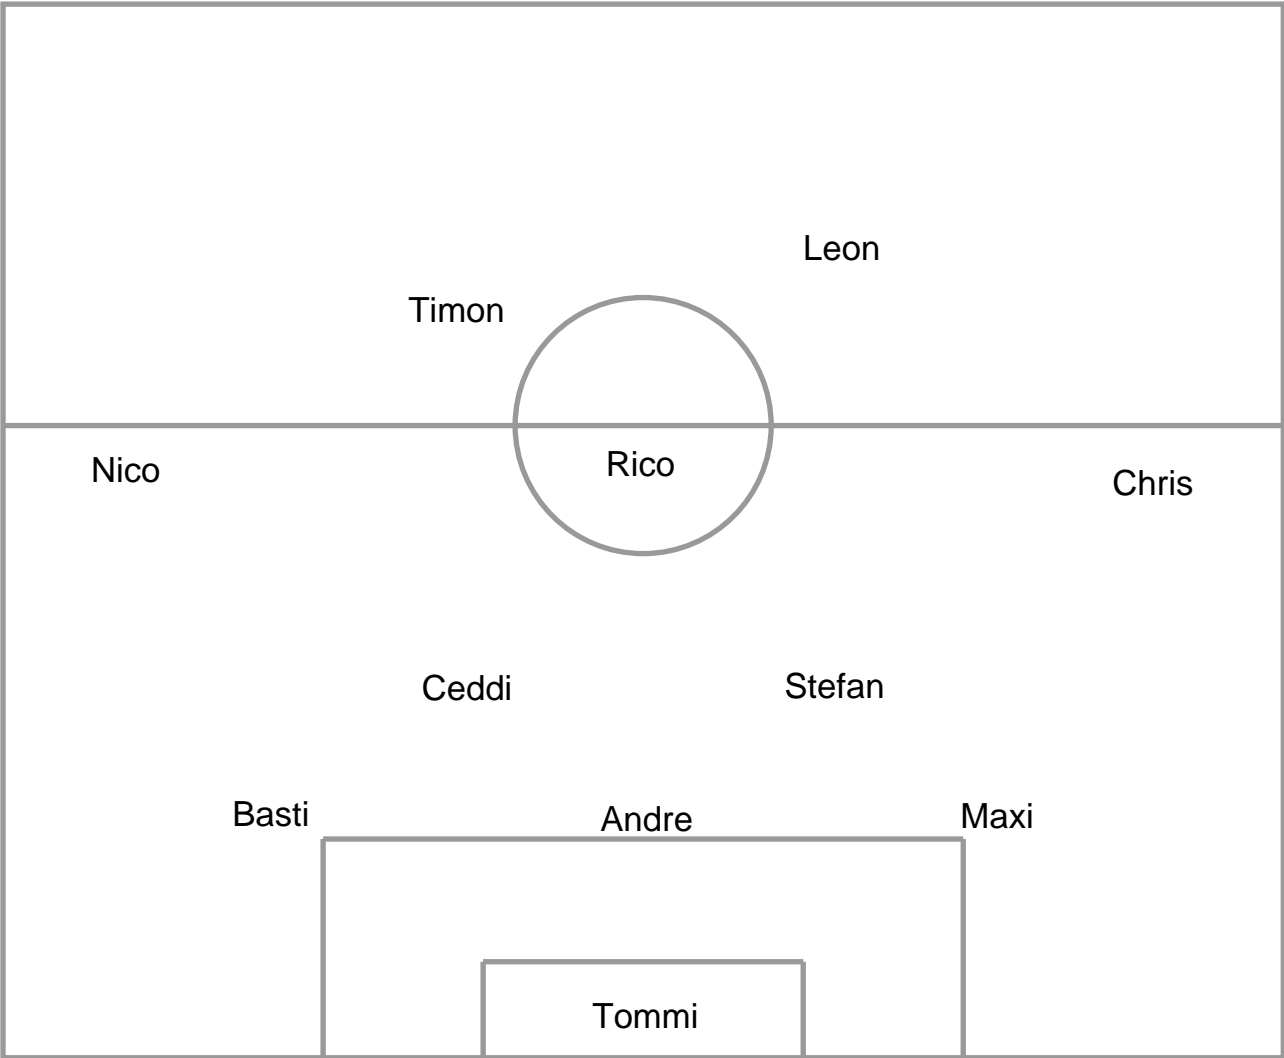 Leon
Timon
Rico
Nico
Chris
Ceddi
Stefan
Basti
Andre
Maxi
Tommi